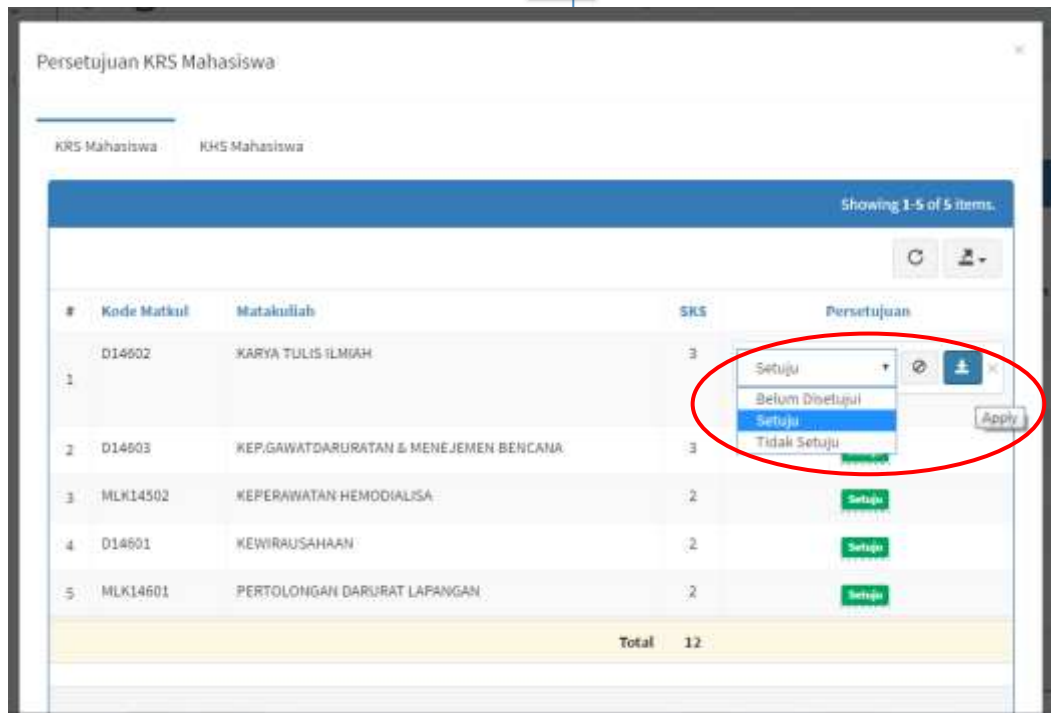 Persetujuan KRS Mahasiswa
×
KRS Mahasiswa KHS Mahasiswa
Showing 1-5 of 5 items.
# Kode Matkul Matakuliah SKS Persetujuan
1 D14602 KARYA TULIS ILMIAH 3 Setuju
Belum Disetujui
Setuju
Tidak Setuju
Apply
2 D14603 KEP.GAWATDARURATAN & MENEJEMEN BENCANA 3
3 MLK14502 KEPERAWATAN HEMODIALISA 2 Setuju
4 D14601 KEWIRAUSAHAAN 2 Setuju
5 MLK14601 PERTOLONGAN DARURAT LAPANGAN 2 Setuju
Total 12